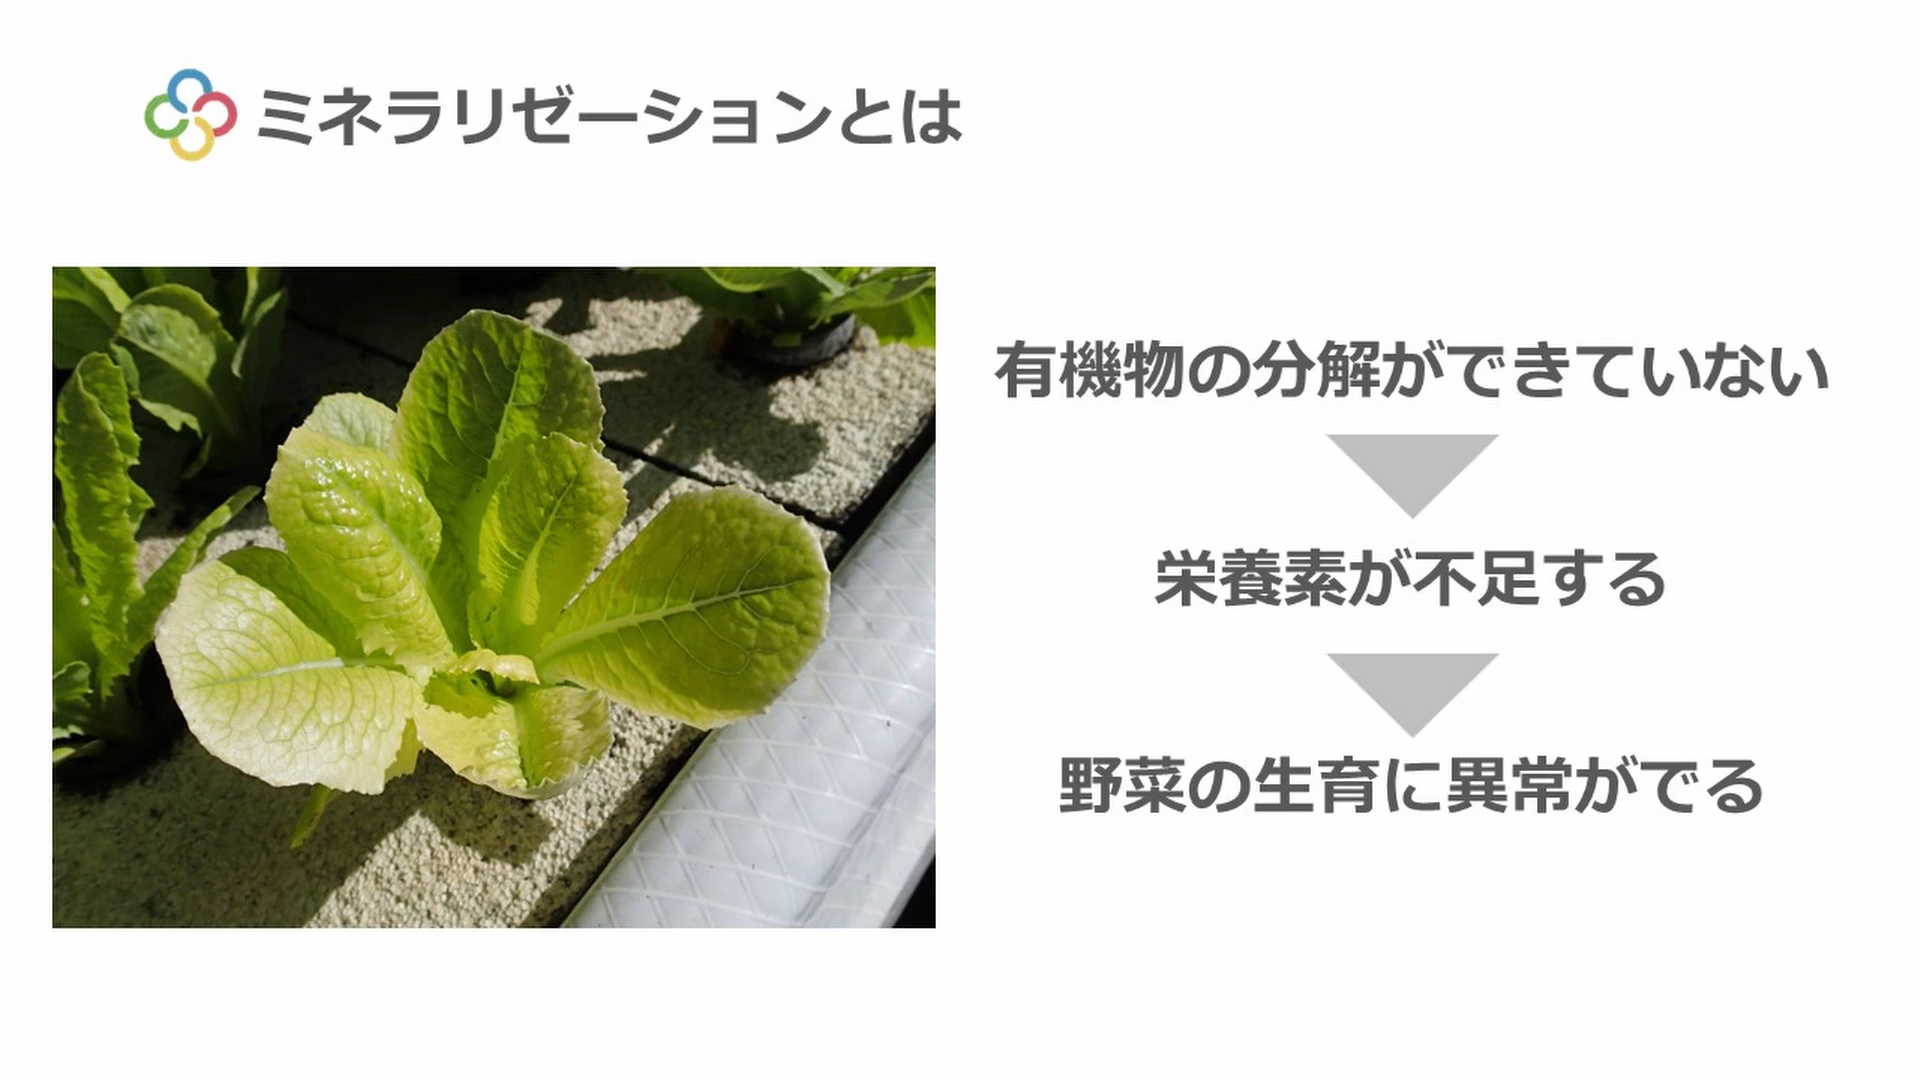 ミネラリゼーションとは
有機物の分解ができていない
栄養素が不足する
野菜の生育に異常がでる